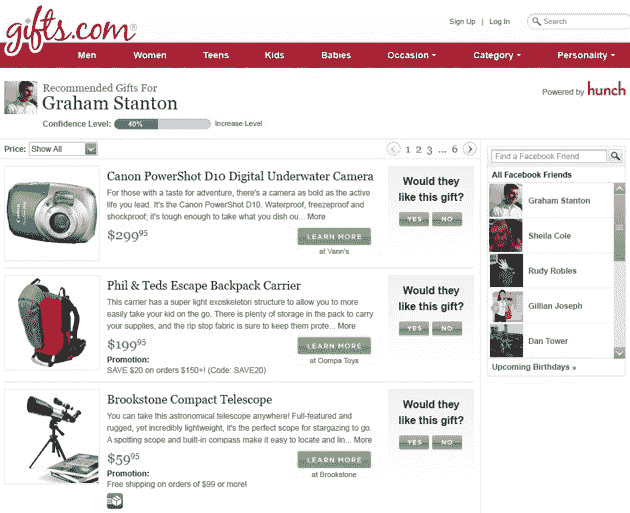 gifts.com
Sign Up | Log In
Search
Men Women Teens Kids Babies Occasion Category Personality
Recommended Gifts For
Graham Stanton
Confidence Level: 40% Increase Level
Powered by hunch
Price: Show All
1 2 3 ... 6
Canon PowerShot D10 Digital Underwater Camera
For those with a taste for adventure, there's a camera as bold as the active
life you lead. It's the Canon PowerShot D10. Waterproof, freezeproof and
shockproof; it's tough enough to take what you dish ou... More
$299⁹⁵
LEARN MORE
at Vann's
Would they
like this gift?
YES NO
Phil & Teds Escape Backpack Carrier
This carrier has a super light exoskeleton structure to allow you to more
easily take your kid on the go. There is plenty of storage in the pack to carry
your supplies, and the rip stop fabric is sure to keep them prote... More
$199⁹⁵
LEARN MORE
Promotion:
at Oompa Toys
SAVE $20 on orders $150+! (Code: SAVE20)
Would they
like this gift?
YES NO
Brookstone Compact Telescope
You can take this astronomical telescope anywhere! Full-featured and
rugged, yet incredibly lightweight, it's the perfect scope for stargazing to go.
A spotting scope and built-in compass make it easy to locate and lin... More
$59⁹⁵
LEARN MORE
Promotion:
at Brookstone
Free shipping on orders of $99 or more!
Would they
like this gift?
YES NO
Find a Facebook Friend
All Facebook Friends
Graham Stanton
Sheila Cole
Rudy Robles
Gillian Joseph
Dan Tower
Upcoming Birthdays »